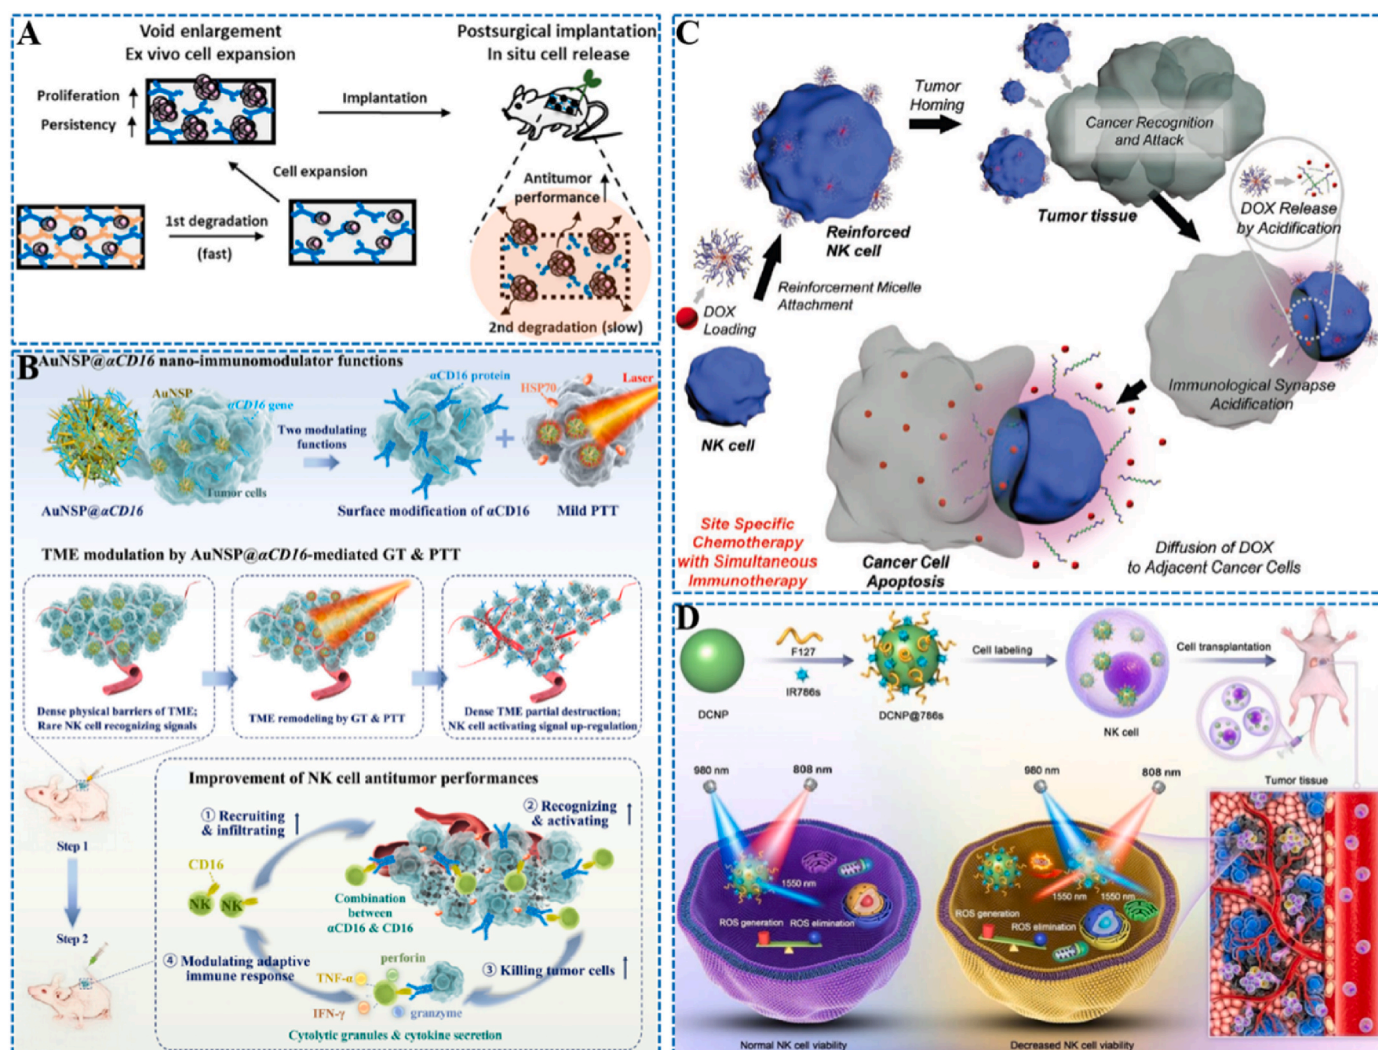 A
Void enlargement
Ex vivo cell expansion
Proliferation
Persistency
Implantation
Postsurgical implantation
In situ cell release
Cell expansion
1st degradation
(fast)
Antitumor
performance
2nd degradation (slow)
B
AuNSP@αCD16 nano-immunomodulator functions
AuNSP
αCD16 gene
Tumor cells
AuNSP@αCD16
Two modulating
functions
αCD16 protein
Surface modification of αCD16
+
HSP70
Laser
Mild PTT
TME modulation by AuNSP@αCD16-mediated GT & PTT
Dense physical barriers of TME;
Rare NK cell recognizing signals
TME remodeling by GT & PTT
Dense TME partial destruction;
NK cell activating signal up-regulation
Step 1
Step 2
Improvement of NK cell antitumor performances
① Recruiting
& infiltrating
② Recognizing
& activating
CD16
NK
NK
Combination
between
αCD16 & CD16
④ Modulating adaptive
immune response
③ Killing tumor cells
perforin
TNF-α
IFN-γ
granzyme
Cytolytic granules & cytokine secretion
C
Tumor
Homing
Cancer Recognition
and Attack
Reinforced
NK cell
Tumor tissue
DOX Release
by Acidification
DOX
Loading
Reinforcement Micelle
Attachment
NK cell
Immunological Synapse
Acidification
Site Specific
Chemotherapy
with Simultaneous
Immunotherapy
Cancer Cell
Apoptosis
Diffusion of DOX
to Adjacent Cancer Cells
D
DCNP
F127
IR786s
DCNP@786s
Cell labeling
NK cell
Cell transplantation
Tumor tissue
980 nm
808 nm
1550 nm
ROS generation
ROS elimination
Normal NK cell viability
980 nm
808 nm
1550 nm
1550 nm
ROS generation
ROS elimination
Decreased NK cell viability